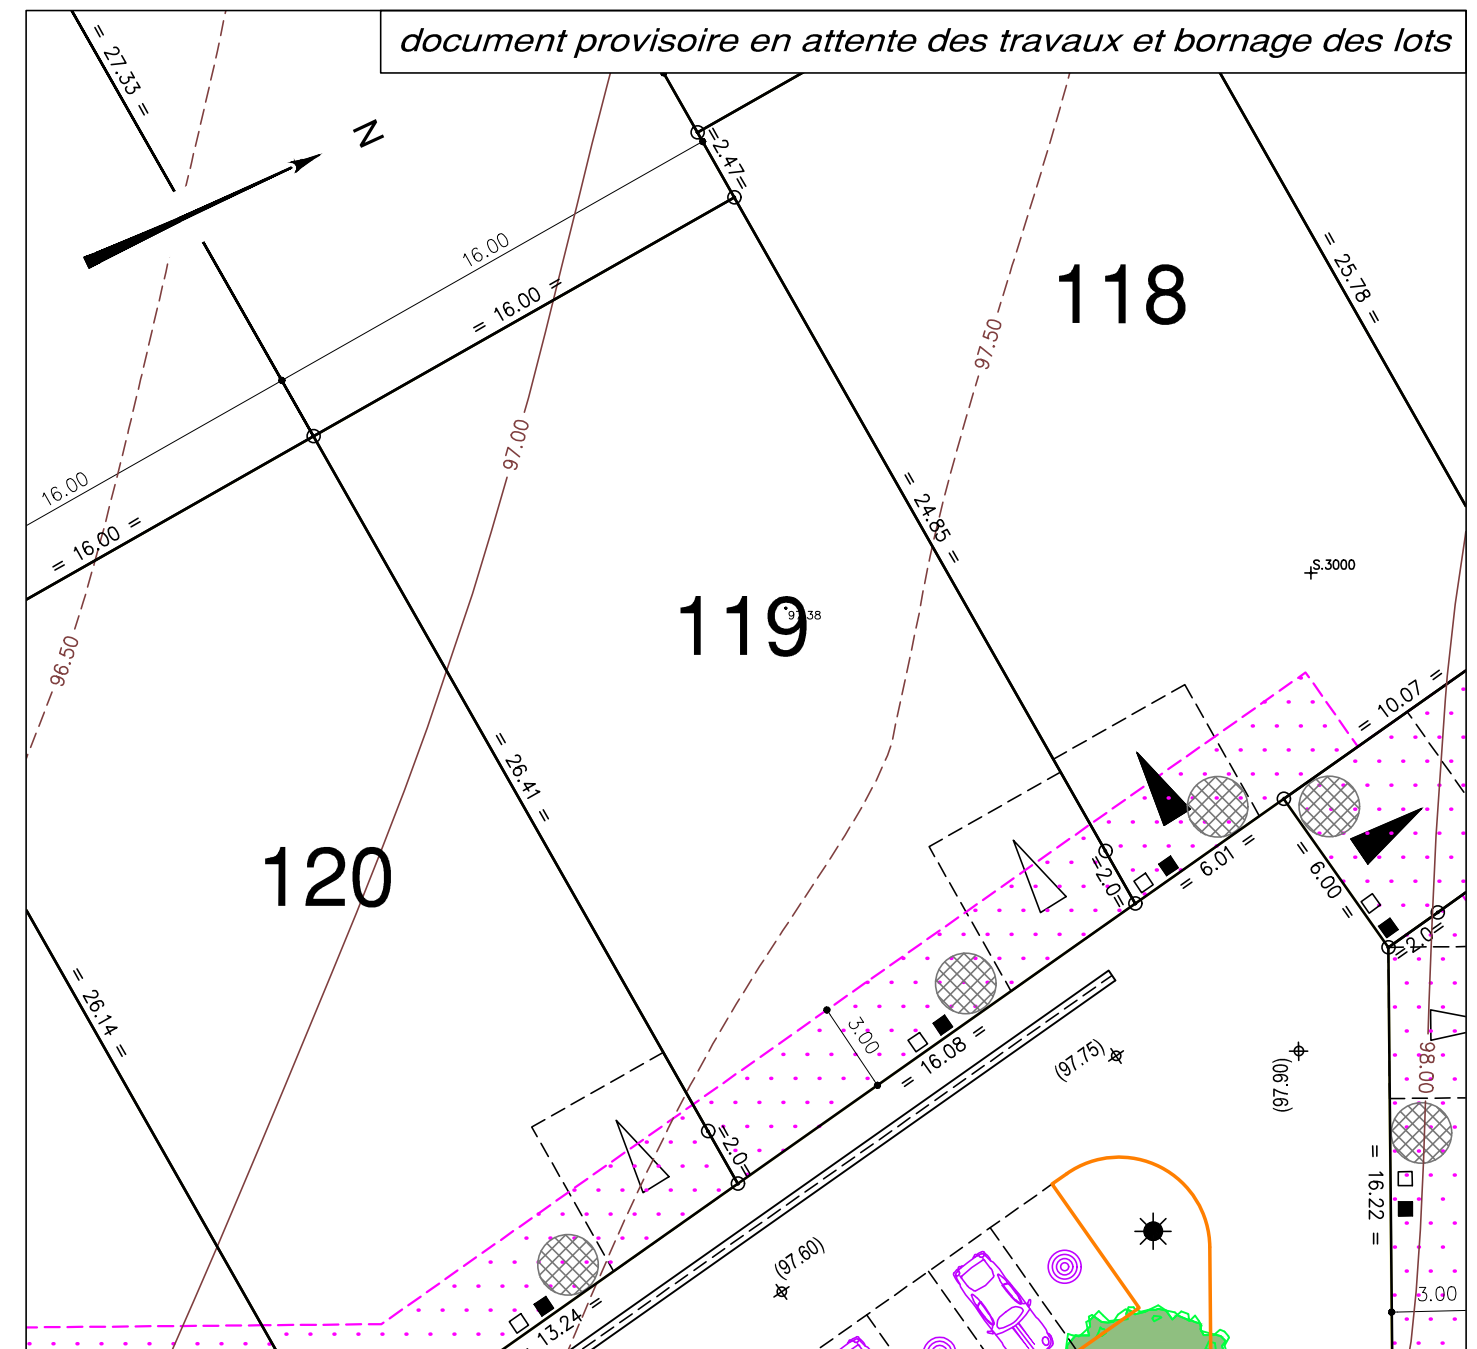 document provisoire en attente des travaux et bornage des lots
= 27.33 =
N
= 2.47=
16.00
= 16.00 =
118
= 25.78 =
97.50
97.00
16.00
= 16.00 =
= 24.85 =
S.3000
119
97.38
96.50
= 10.07 =
= 26.41 =
120
= 6.01 =
=2.0=
= 6.00 =
=2.0=
= 26.14 =
3.00
= 16.08 =
(97.75)
(97.90)
98.00
=2.0=
= 16.22 =
(97.60)
3.00
= 13.24 =